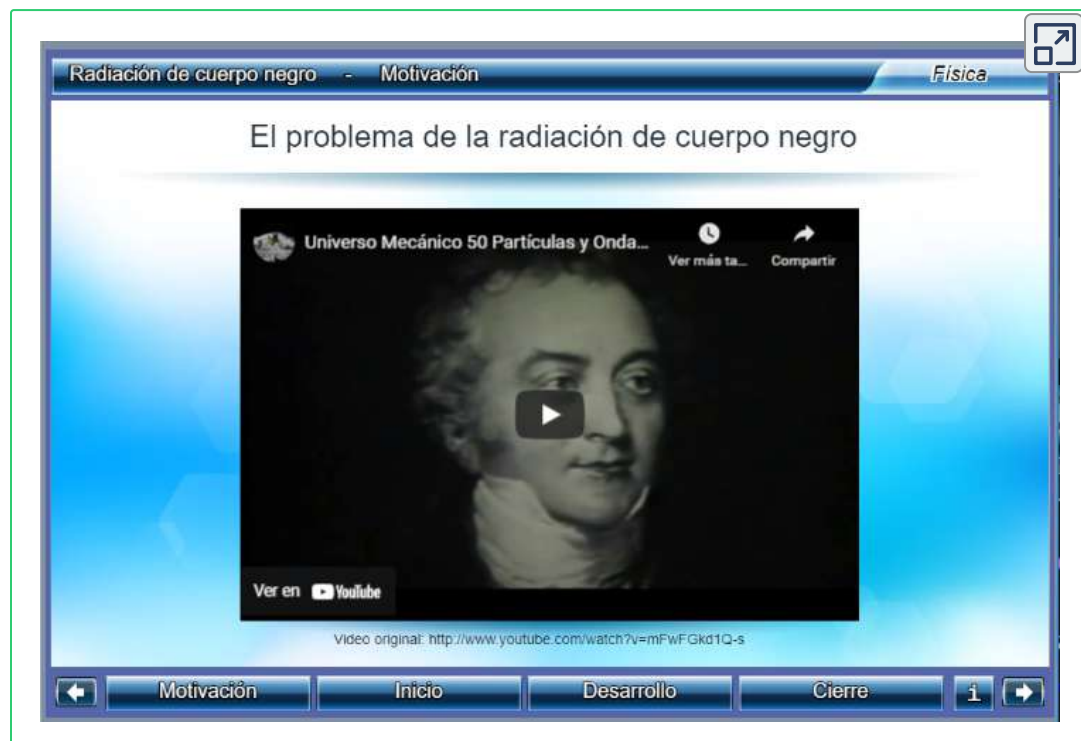 Radiación de cuerpo negro - Motivación
Física
El problema de la radiación de cuerpo negro
Universo Mecánico 50 Partículas y Onda...
Ver más ta...
Compartir
Ver en YouTube
Video original: http://www.youtube.com/watch?v=mFwFGkd1Q-s
Motivación
Inicio
Desarrollo
Cierre
i